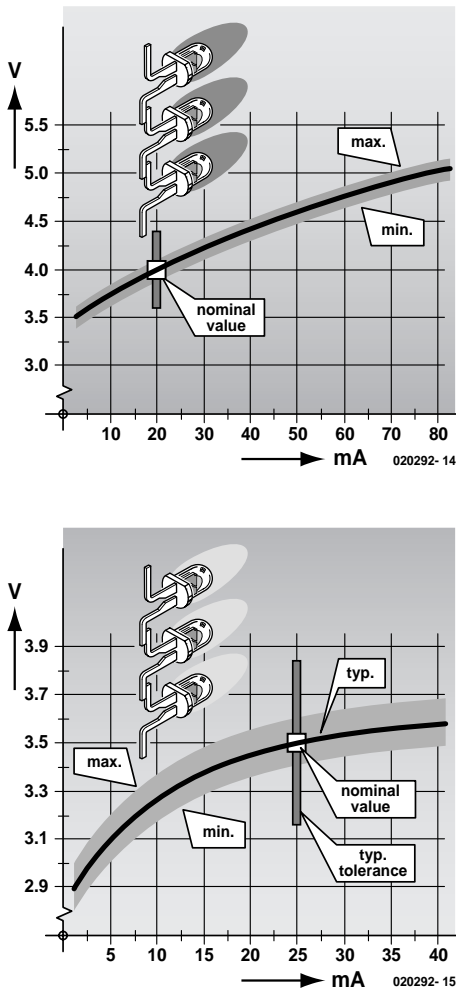 V
5.5
max.
5.0
4.5
min.
4.0
nominal
value
3.5
3.0
10 20 30 40 50 60 70 80
mA 020292- 14
V
3.9
typ.
3.7
max.
3.5
nominal
value
3.3
min.
3.1
typ.
tolerance
2.9
5 10 15 20 25 30 35 40
mA 020292- 15